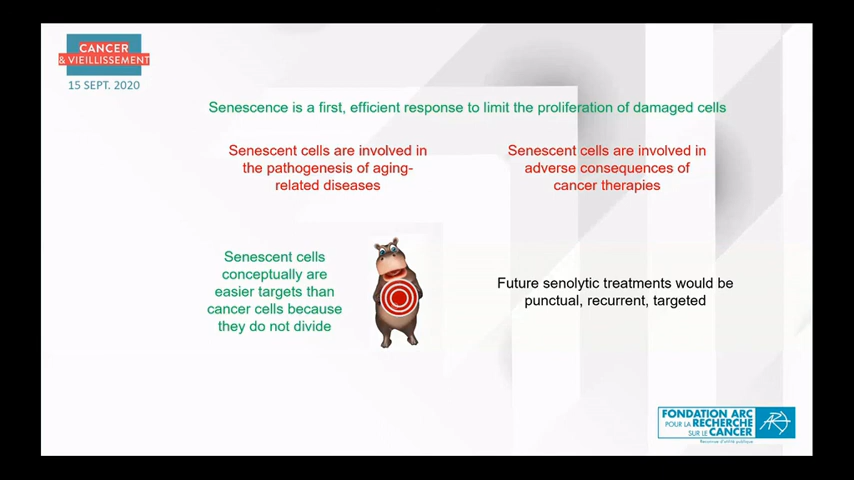 CANCER
& VIEILLISSEMENT
15 SEPT. 2020
Senescence is a first, efficient response to limit the proliferation of damaged cells
Senescent cells are involved in
the pathogenesis of aging-
related diseases
Senescent cells are involved in
adverse consequences of
cancer therapies
Senescent cells
conceptually are
easier targets than
cancer cells because
they do not divide
Future senolytic treatments would be
punctual, recurrent, targeted
FONDATION ARC
POUR LA RECHERCHE
SUR LE CANCER
Reconnue d'utilité publique